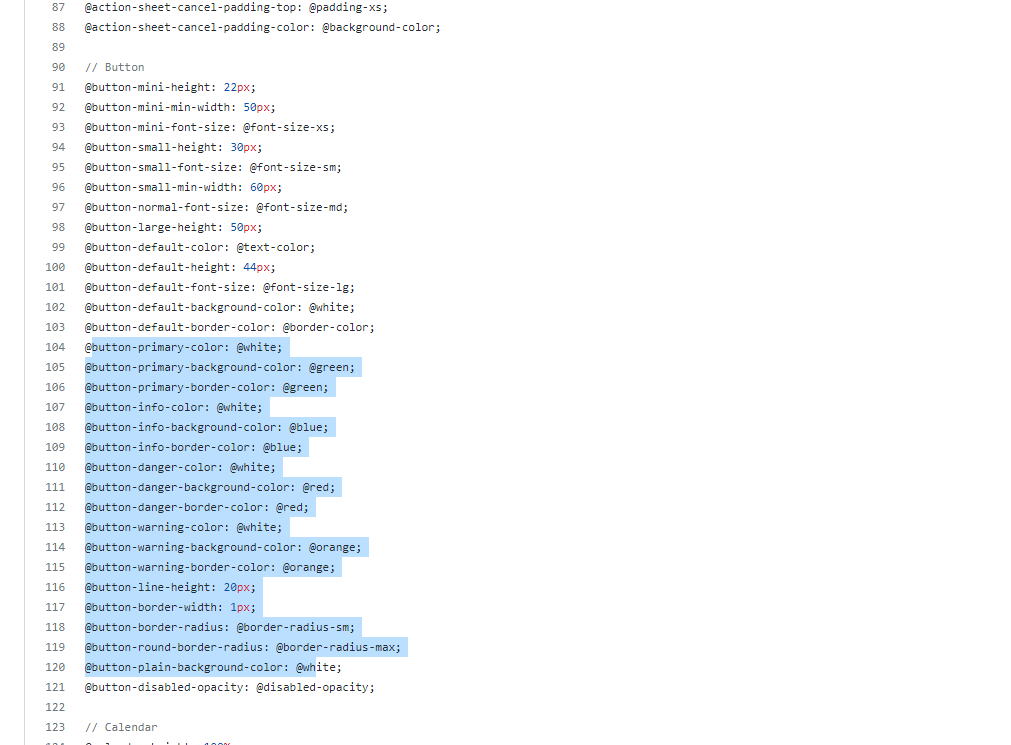 87 @action-sheet-cancel-padding-top: @padding-xs;
88 @action-sheet-cancel-padding-color: @background-color;
89
90 // Button
91 @button-mini-height: 22px;
92 @button-mini-min-width: 50px;
93 @button-mini-font-size: @font-size-xs;
94 @button-small-height: 30px;
95 @button-small-font-size: @font-size-sm;
96 @button-small-min-width: 60px;
97 @button-normal-font-size: @font-size-md;
98 @button-large-height: 50px;
99 @button-default-color: @text-color;
100 @button-default-height: 44px;
101 @button-default-font-size: @font-size-lg;
102 @button-default-background-color: @white;
103 @button-default-border-color: @border-color;
104 @button-primary-color: @white;
105 @button-primary-background-color: @green;
106 @button-primary-border-color: @green;
107 @button-info-color: @white;
108 @button-info-background-color: @blue;
109 @button-info-border-color: @blue;
110 @button-danger-color: @white;
111 @button-danger-background-color: @red;
112 @button-danger-border-color: @red;
113 @button-warning-color: @white;
114 @button-warning-background-color: @orange;
115 @button-warning-border-color: @orange;
116 @button-line-height: 20px;
117 @button-border-width: 1px;
118 @button-border-radius: @border-radius-sm;
119 @button-round-border-radius: @border-radius-max;
120 @button-plain-background-color: @white;
121 @button-disabled-opacity: @disabled-opacity;
122
123 // Calendar